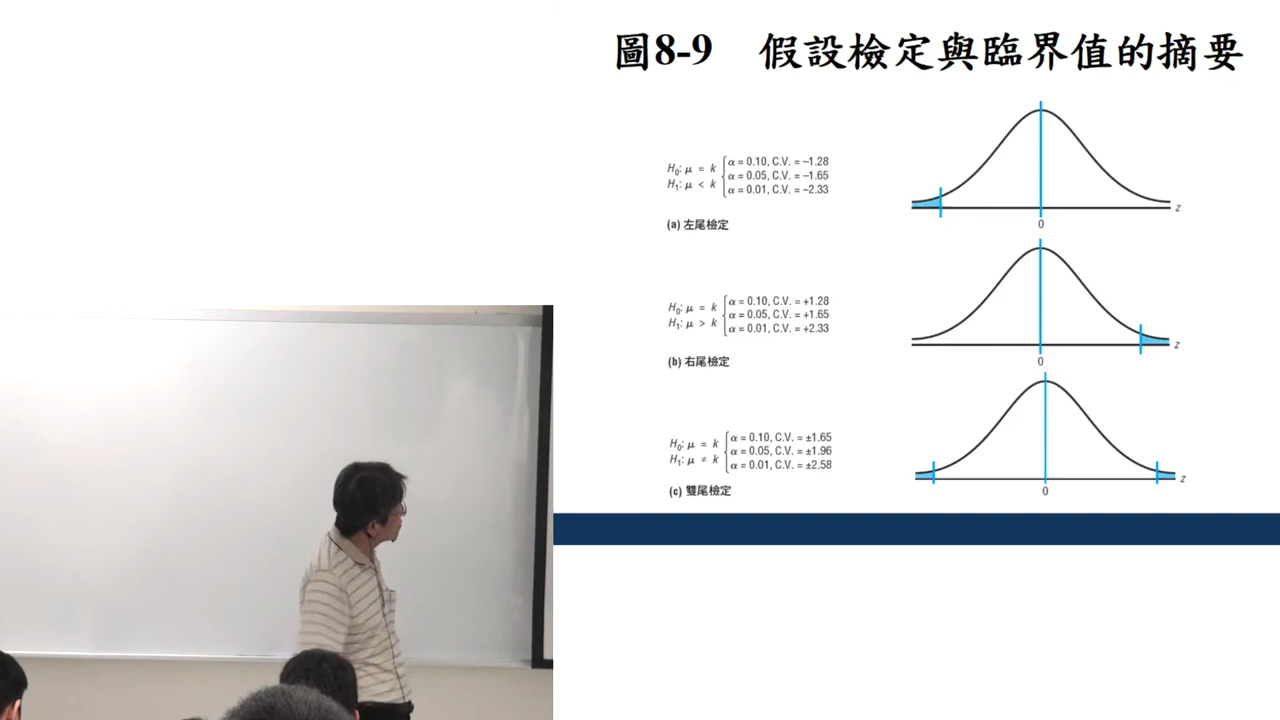 圖8-9 假設檢定與臨界值的摘要
H0: μ = k
H1: μ < k
α = 0.10, C.V. = –1.28
α = 0.05, C.V. = –1.65
α = 0.01, C.V. = –2.33
(a) 左尾檢定
z
0
H0: μ = k
H1: μ > k
α = 0.10, C.V. = +1.28
α = 0.05, C.V. = +1.65
α = 0.01, C.V. = +2.33
(b) 右尾檢定
z
0
H0: μ = k
H1: μ ≠ k
α = 0.10, C.V. = ±1.65
α = 0.05, C.V. = ±1.96
α = 0.01, C.V. = ±2.58
(c) 雙尾檢定
z
0